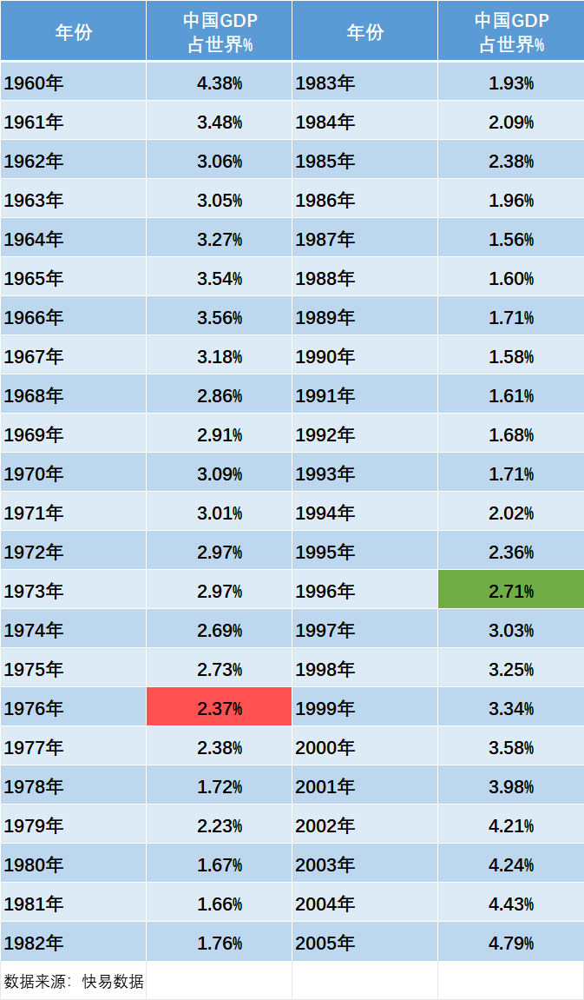 年份 中国GDP占世界% 年份 中国GDP占世界%
1960年 4.38% 1983年 1.93%
1961年 3.48% 1984年 2.09%
1962年 3.06% 1985年 2.38%
1963年 3.05% 1986年 1.96%
1964年 3.27% 1987年 1.56%
1965年 3.54% 1988年 1.60%
1966年 3.56% 1989年 1.71%
1967年 3.18% 1990年 1.58%
1968年 2.86% 1991年 1.61%
1969年 2.91% 1992年 1.68%
1970年 3.09% 1993年 1.71%
1971年 3.01% 1994年 2.02%
1972年 2.97% 1995年 2.36%
1973年 2.97% 1996年 2.71%
1974年 2.69% 1997年 3.03%
1975年 2.73% 1998年 3.25%
1976年 2.37% 1999年 3.34%
1977年 2.38% 2000年 3.58%
1978年 1.72% 2001年 3.98%
1979年 2.23% 2002年 4.21%
1980年 1.67% 2003年 4.24%
1981年 1.66% 2004年 4.43%
1982年 1.76% 2005年 4.79%
数据来源：快易数据